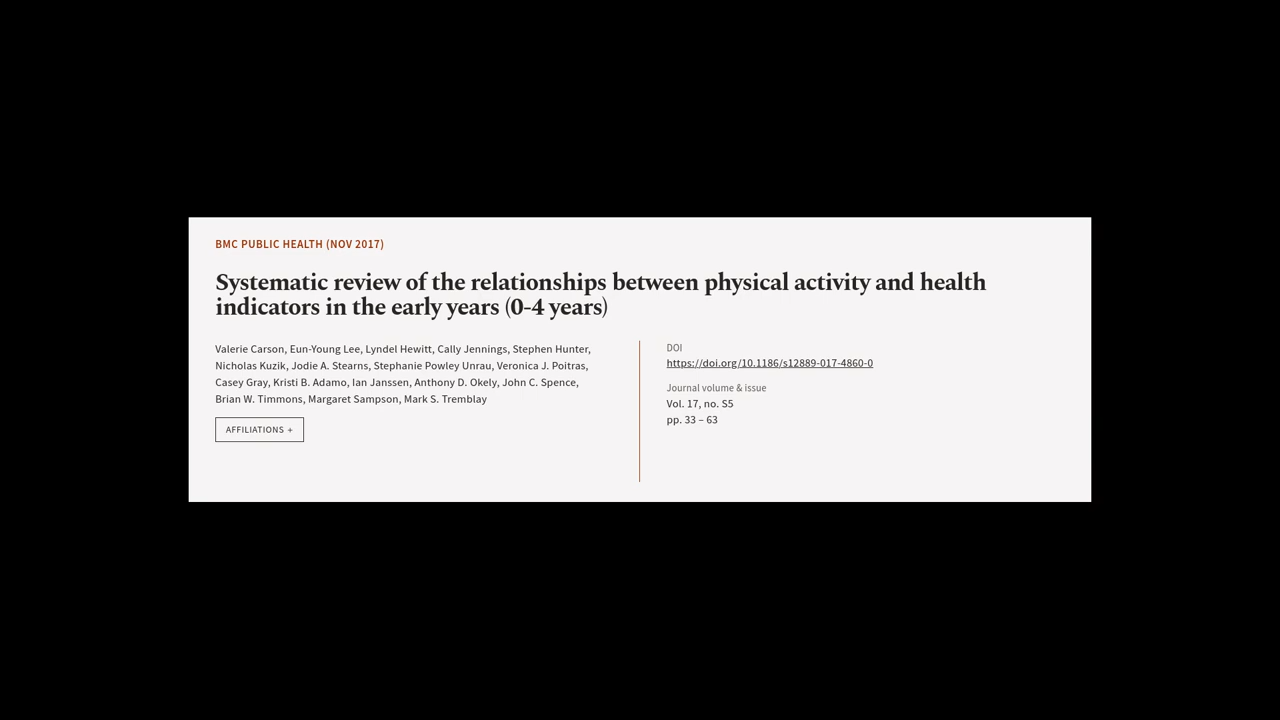 BMC PUBLIC HEALTH (NOV 2017)
Systematic review of the relationships between physical activity and health
indicators in the early years (0-4 years)
Valerie Carson, Eun-Young Lee, Lyndel Hewitt, Cally Jennings, Stephen Hunter,
Nicholas Kuzik, Jodie A. Stearns, Stephanie Powley Unrau, Veronica J. Poitras,
Casey Gray, Kristi B. Adamo, Ian Janssen, Anthony D. Okely, John C. Spence,
Brian W. Timmons, Margaret Sampson, Mark S. Tremblay
AFFILIATIONS +
DOI
https://doi.org/10.1186/s12889-017-4860-0
Journal volume & issue
Vol. 17, no. S5
pp. 33 – 63